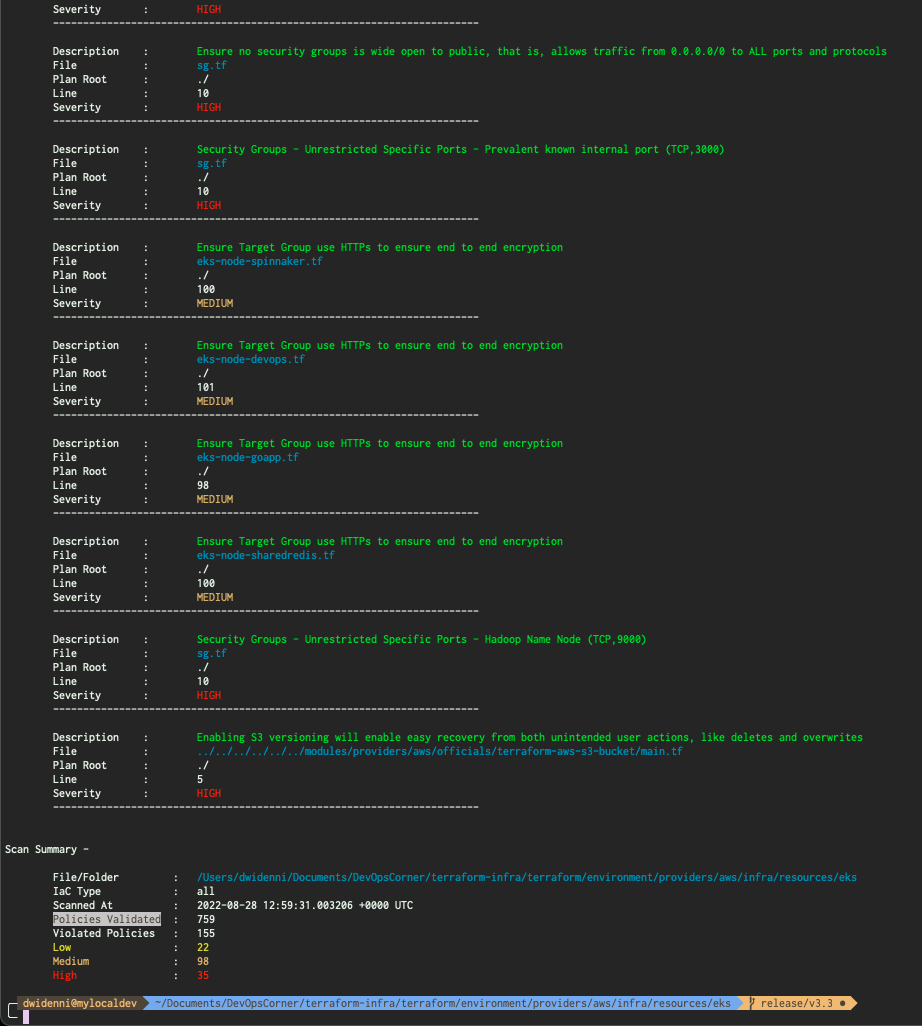 Severity : HIGH
-----------------------------------------------------------------------
Description : Ensure no security groups is wide open to public, that is, allows traffic from 0.0.0.0/0 to ALL ports and protocols
File : sg.tf
Plan Root : ./
Line : 10
Severity : HIGH
-----------------------------------------------------------------------
Description : Security Groups - Unrestricted Specific Ports - Prevalent known internal port (TCP,3000)
File : sg.tf
Plan Root : ./
Line : 10
Severity : HIGH
-----------------------------------------------------------------------
Description : Ensure Target Group use HTTPs to ensure end to end encryption
File : eks-node-spinnaker.tf
Plan Root : ./
Line : 100
Severity : MEDIUM
-----------------------------------------------------------------------
Description : Ensure Target Group use HTTPs to ensure end to end encryption
File : eks-node-devops.tf
Plan Root : ./
Line : 101
Severity : MEDIUM
-----------------------------------------------------------------------
Description : Ensure Target Group use HTTPs to ensure end to end encryption
File : eks-node-goapp.tf
Plan Root : ./
Line : 98
Severity : MEDIUM
-----------------------------------------------------------------------
Description : Ensure Target Group use HTTPs to ensure end to end encryption
File : eks-node-sharedredis.tf
Plan Root : ./
Line : 100
Severity : MEDIUM
-----------------------------------------------------------------------
Description : Security Groups - Unrestricted Specific Ports - Hadoop Name Node (TCP,9000)
File : sg.tf
Plan Root : ./
Line : 10
Severity : HIGH
-----------------------------------------------------------------------
Description : Enabling S3 versioning will enable easy recovery from both unintended user actions, like deletes and overwrites
File : ../../../../../../modules/providers/aws/officials/terraform-aws-s3-bucket/main.tf
Plan Root : ./
Line : 5
Severity : HIGH
-----------------------------------------------------------------------
Scan Summary -
File/Folder : /Users/dwidenni/Documents/DevOpsCorner/terraform-infra/terraform/environment/providers/aws/infra/resources/eks
IaC Type : all
Scanned At : 2022-08-28 12:59:31.003206 +0000 UTC
Policies Validated : 759
Violated Policies : 155
Low : 22
Medium : 98
High : 35
dwidenni@mylocaldev ~/Documents/DevOpsCorner/terraform-infra/terraform/environment/providers/aws/infra/resources/eks release/v3.3 ●